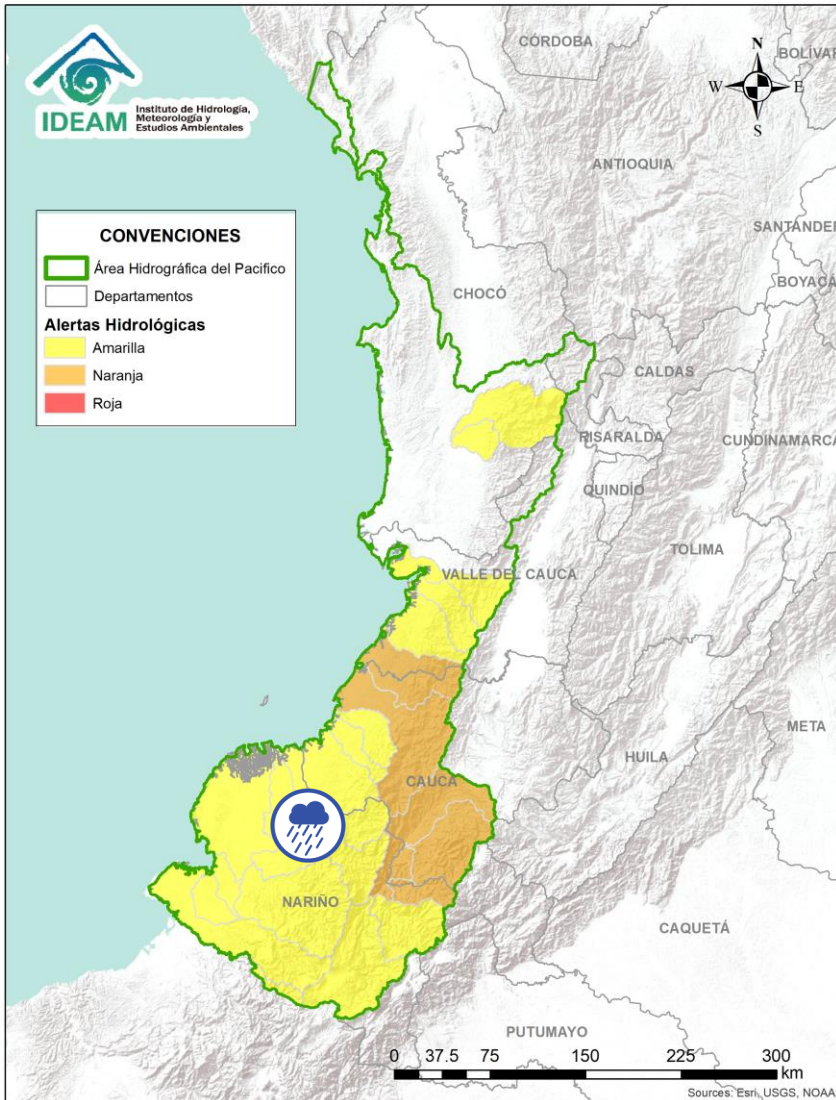 IDEAM
Instituto de Hidrología,
Meteorología y
Estudios Ambientales
CÓRDOBA
BOLÍVAR
N
W E
S
ANTIOQUIA
SANTANDER
BOYACÁ
CONVENCIONES
Área Hidrográfica del Pacifico
Departamentos
Alertas Hidrológicas
Amarilla
Naranja
Roja
CHOCÓ
CALDAS
RISARALDA
CUNDINAMARCA
QUINDÍO
TOLIMA
VALLE DEL CAUCA
META
HUILA
CAUCA
NARIÑO
CAQUETÁ
PUTUMAYO
0 37.5 75 150 225 300
km
Sources: Esri, USGS, NOAA